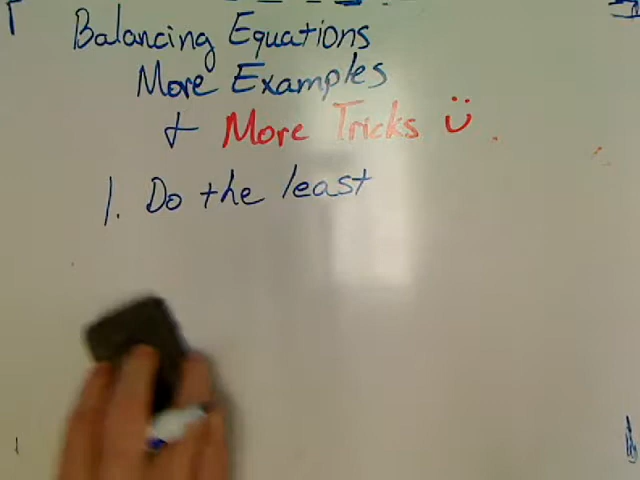 Balancing Equations
More Examples
& More Tricks Ü.
1. Do the least